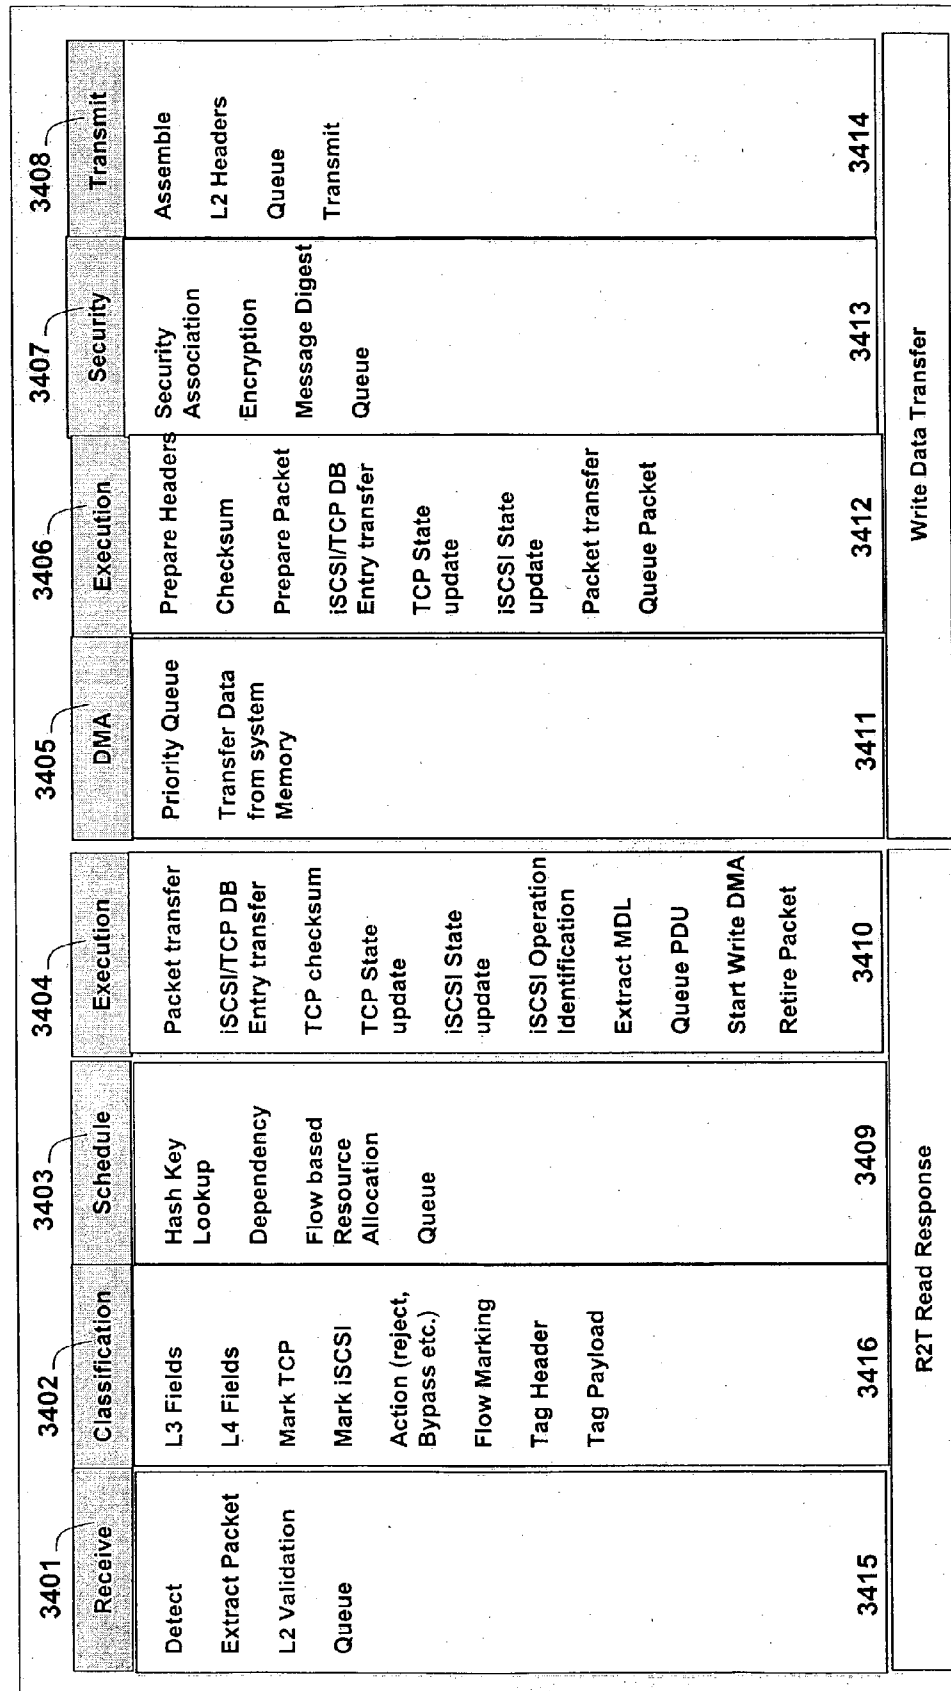 3401
Receive
Detect
Extract Packet
L2 Validation
Queue
3415
3402
Classification
L3 Fields
L4 Fields
Mark TCP
Mark iSCSI
Action (reject,
Bypass etc.)
Flow Marking
Tag Header
Tag Payload
3416
3403
Schedule
Hash Key
Lookup
Dependency
Flow based
Resource
Allocation
Queue
3409
3404
Execution
Packet transfer
iSCSI/TCP DB
Entry transfer
TCP checksum
TCP State
update
iSCSI State
update
iSCSI Operation
Identification
Extract MDL
Queue PDU
Start Write DMA
Retire Packet
3410
R2T Read Response
3405
DMA
Priority Queue
Transfer Data
from system
Memory
3411
3406
Execution
Prepare Headers
Checksum
Prepare Packet
iSCSI/TCP DB
Entry transfer
TCP State
update
iSCSI State
update
Packet transfer
Queue Packet
3412
3407
Security
Security
Association
Encryption
Message Digest
Queue
3413
3408
Transmit
Assemble
L2 Headers
Queue
Transmit
3414
Write Data Transfer